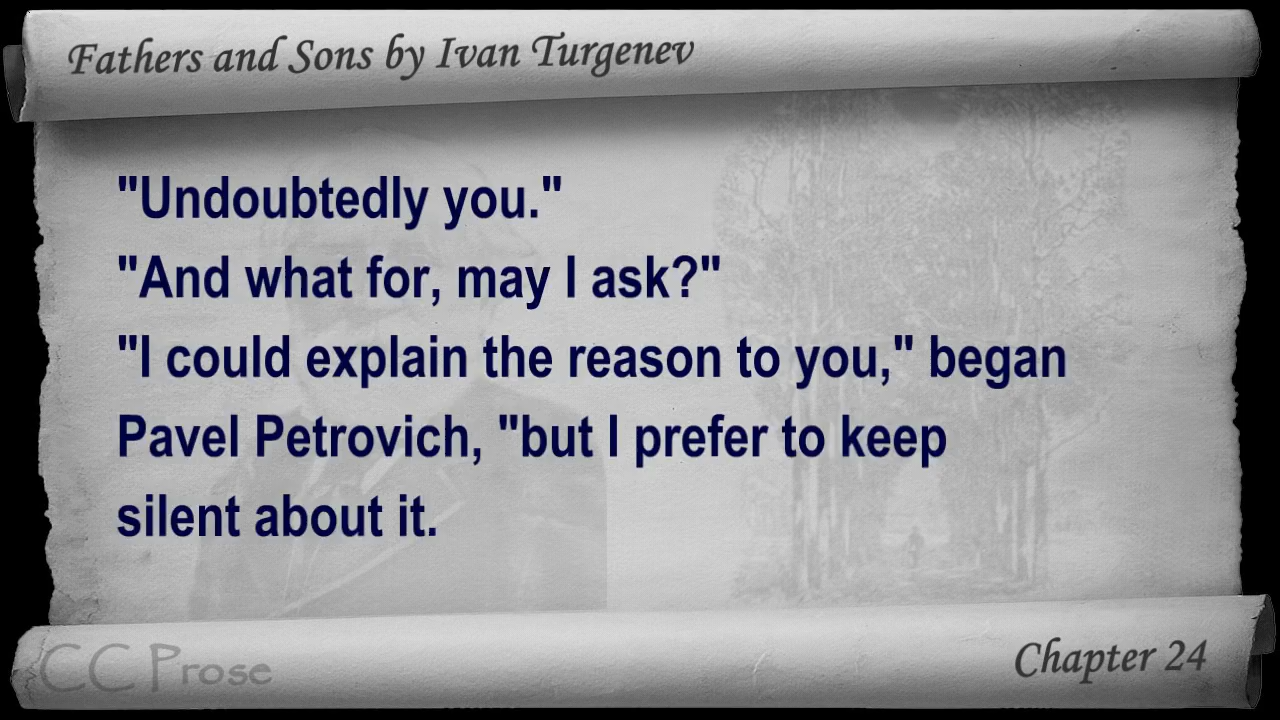 Fathers and Sons by Ivan Turgenev
"Undoubtedly you."
"And what for, may I ask?"
"I could explain the reason to you," began
Pavel Petrovich, "but I prefer to keep
silent about it.
CC Prose
Chapter 24